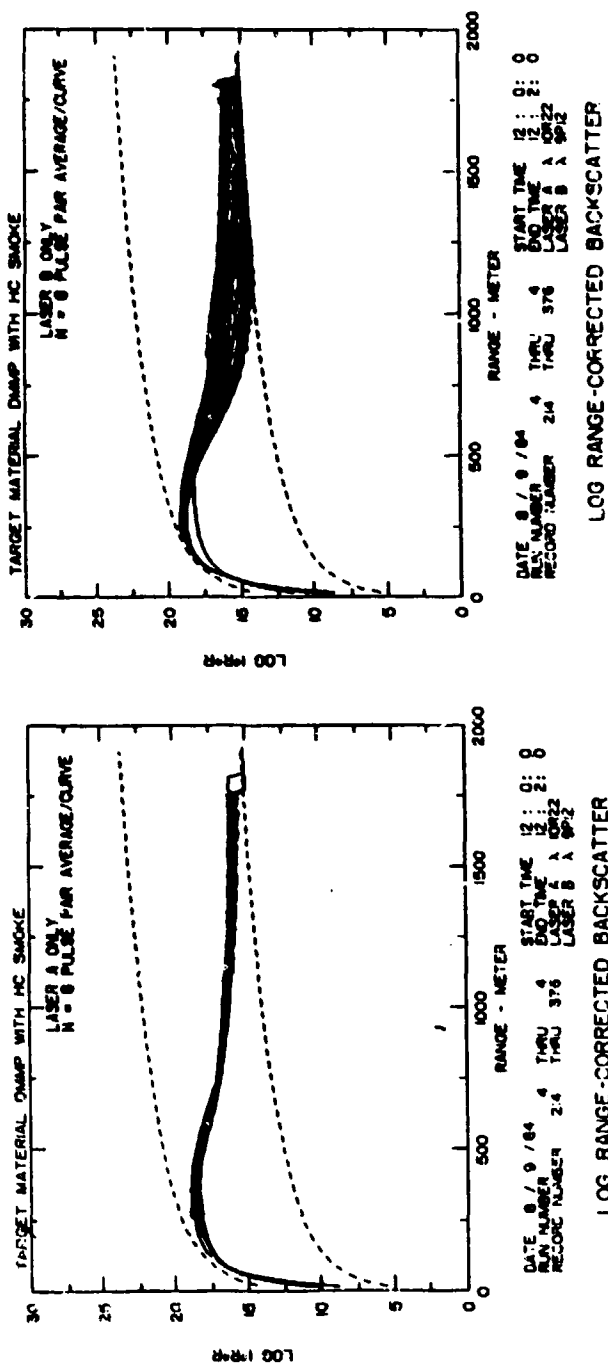 TARGET MATERIAL DMMP WITH HC SMOKE
LASER A ONLY
N = 8 PULSE PAIR AVERAGE/CURVE
30
25
20
15
10
5
0
0 500 1000 1500 2000
RANGE - METER
DATE 8 / 9 / 84 START TIME 12 : 0: 0
RUN NUMBER 4 THRU 4 END TIME 12 : 2: 0
RECORD NUMBER 214 THRU 376 LASER A λ 10R22
LASER B λ 9P12
LOG RANGE-CORRECTED BACKSCATTER
TARGET MATERIAL DMMP WITH HC SMOKE
LASER B ONLY
N = 8 PULSE PAIR AVERAGE/CURVE
30
25
20
15
10
5
0
0 500 1000 1500 2000
RANGE - METER
DATE 8 / 9 / 84 START TIME 12 : 0: 0
RUN NUMBER 4 THRU 4 END TIME 12 : 2: 0
RECORD NUMBER 214 THRU 376 LASER A λ 10R22
LASER B λ 9P12
LOG RANGE-CORRECTED BACKSCATTER